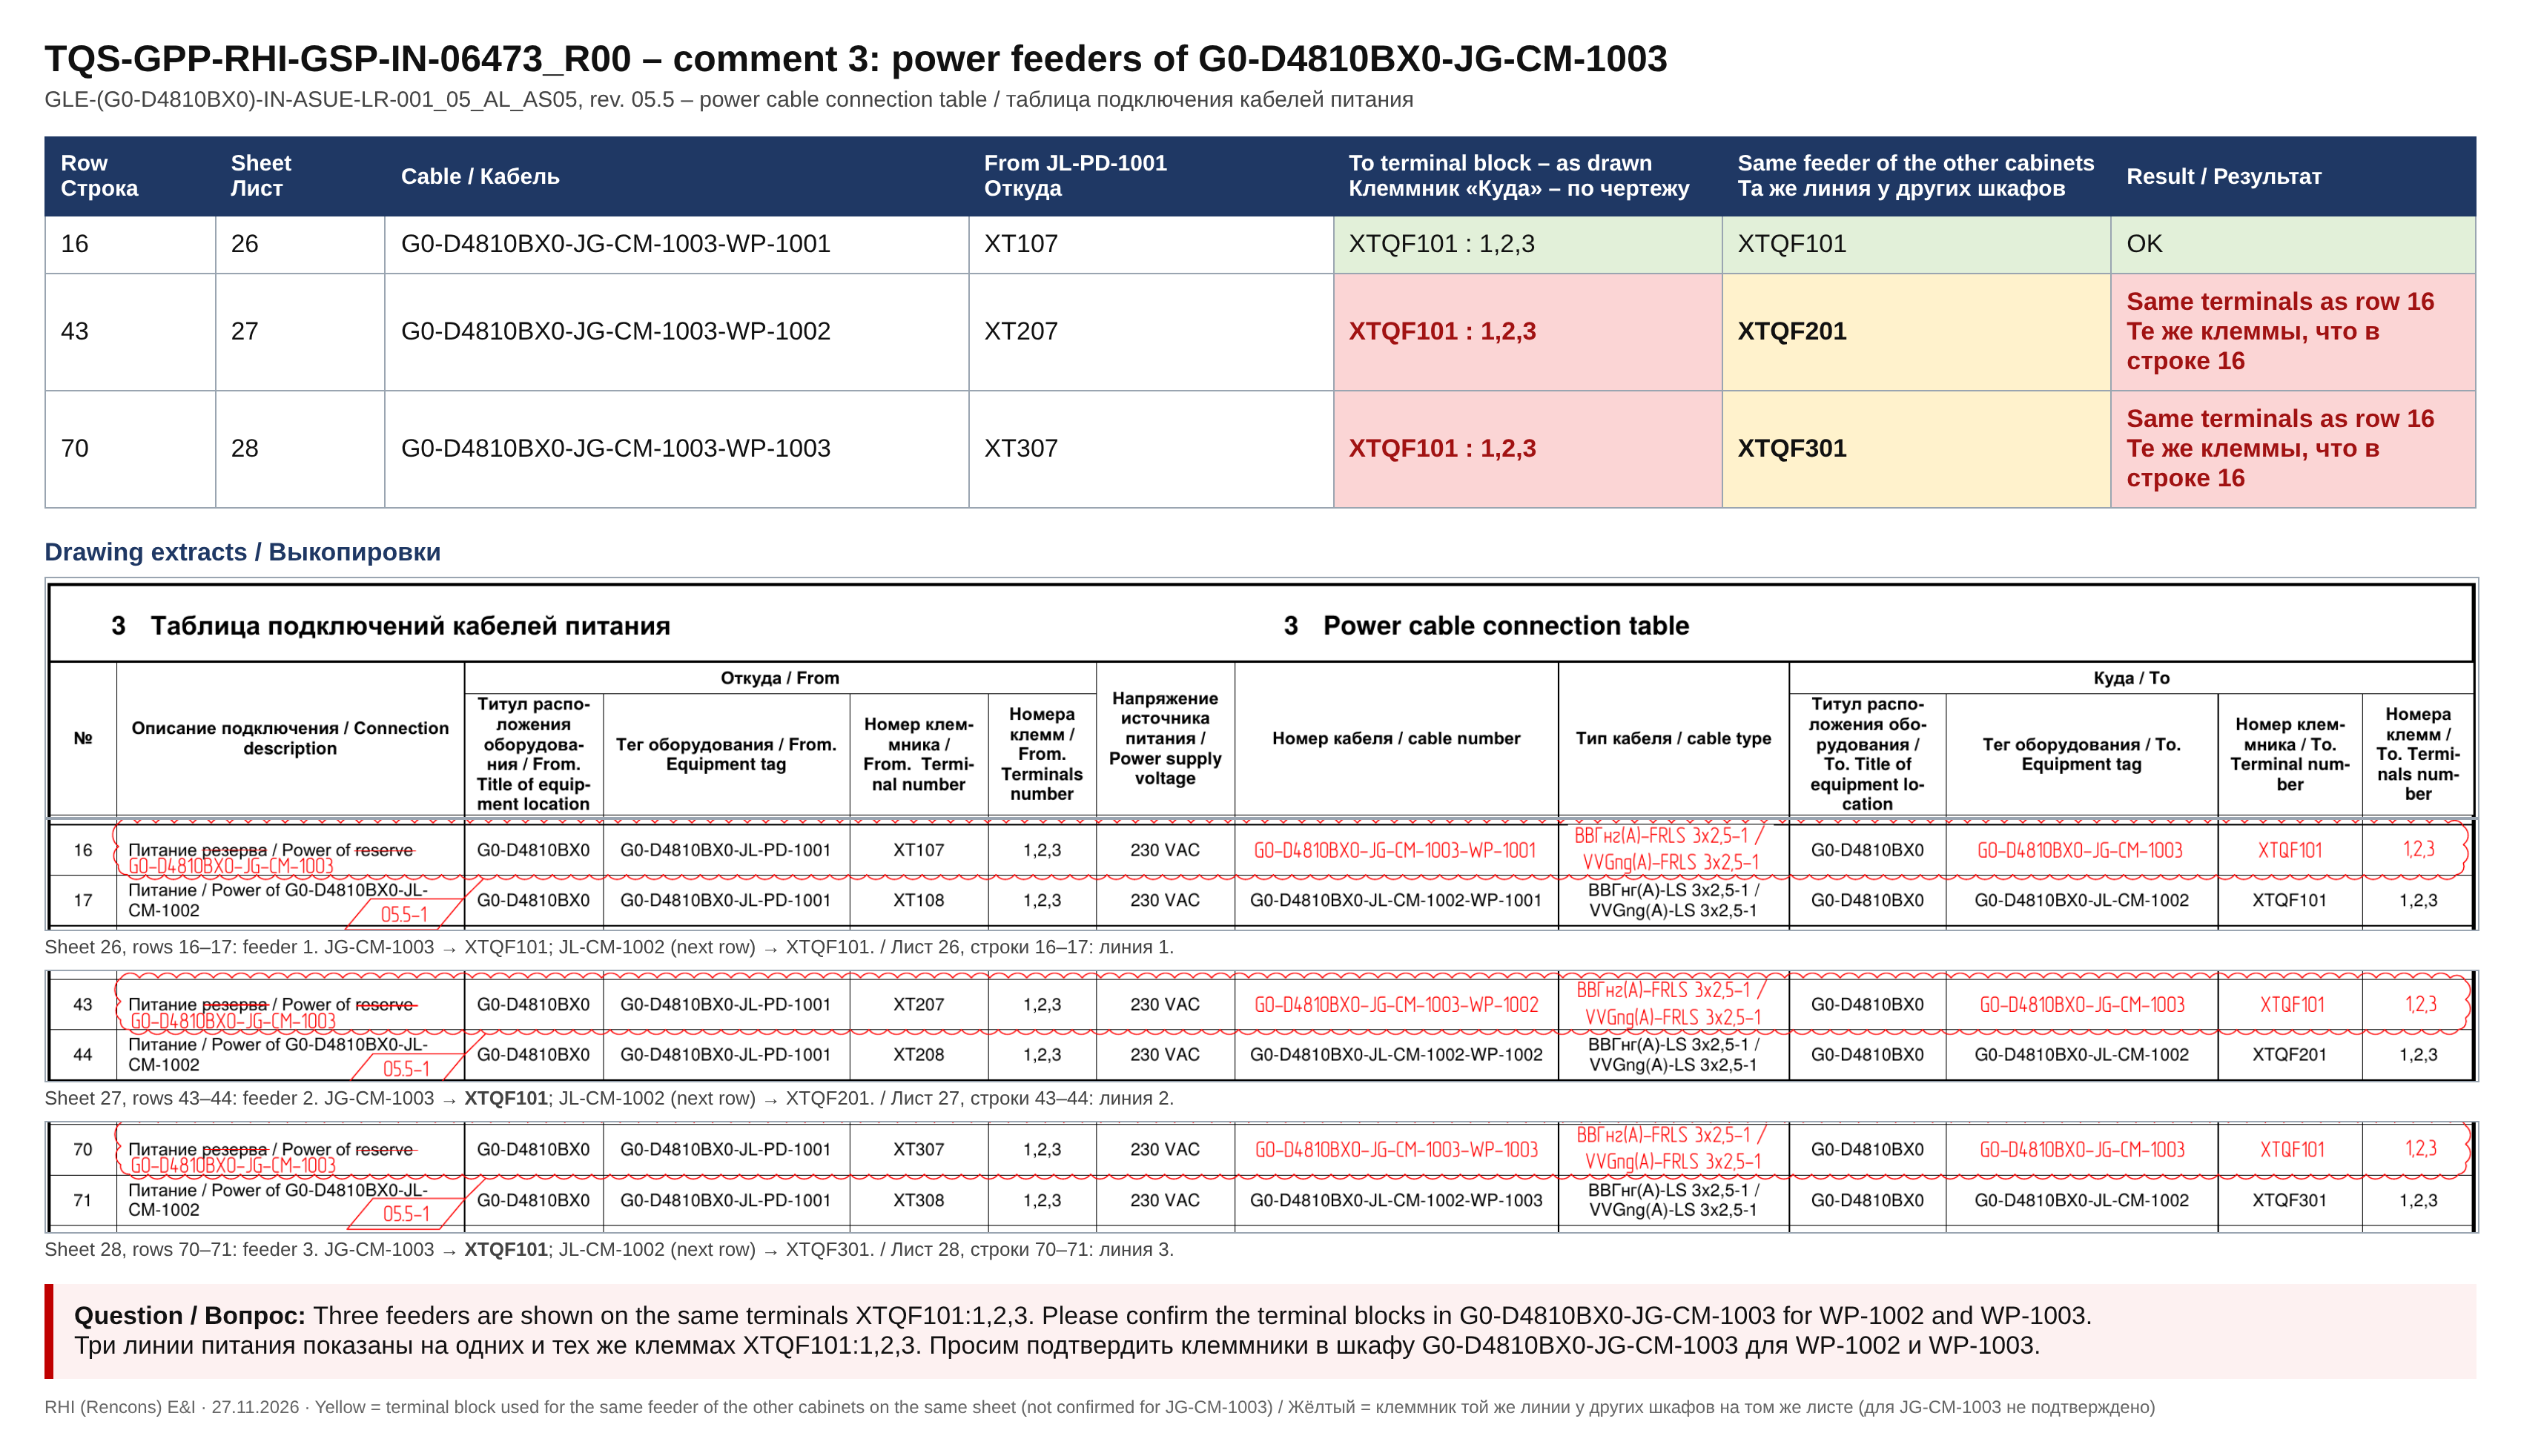 TQS-GPP-RHI-GSP-IN-06473_R00 – comment 3: power feeders of G0-D4810BX0-JG-CM-1003
GLE-(G0-D4810BX0)-IN-ASUE-LR-001_05_AL_AS05, rev. 05.5 – power cable connection table / таблица подключения кабелей питания
Row Sheet Cable / Кабель From JL-PD-1001 To terminal block – as drawn Same feeder of the other cabinets Result / Результат
Строка Лист Откуда Клеммник «Куда» – по чертежу Та же линия у других шкафов
16 26 G0-D4810BX0-JG-CM-1003-WP-1001 XT107 XTQF101 : 1,2,3 XTQF101 OK
43 27 G0-D4810BX0-JG-CM-1003-WP-1002 XT207 XTQF101 : 1,2,3 XTQF201 Same terminals as row 16
Те же клеммы, что в
строке 16
70 28 G0-D4810BX0-JG-CM-1003-WP-1003 XT307 XTQF101 : 1,2,3 XTQF301 Same terminals as row 16
Те же клеммы, что в
строке 16
Drawing extracts / Выкопировки
3 Таблица подключений кабелей питания 3 Power cable connection table
№
Описание подключения / Connection
description
Откуда / From
Титул распо-
ложения
оборудова-
ния / From.
Title of equip-
ment location
Тег оборудования / From.
Equipment tag
Номер клем-
мника /
From. Termi-
nal number
Номера
клемм /
From.
Terminals
number
Напряжение
источника
питания /
Power supply
voltage
Номер кабеля / cable number
Тип кабеля / cable type
Куда / To
Титул распо-
ложения обо-
рудования /
To. Title of
equipment lo-
cation
Тег оборудования / To.
Equipment tag
Номер клем-
мника / To.
Terminal num-
ber
Номера
клемм /
To. Termi-
nals num-
ber
16 Питание резерва / Power of reserve G0-D4810BX0 G0-D4810BX0-JL-PD-1001 XT107 1,2,3 230 VAC G0-D4810BX0-JG-CM-1003-WP-1001 ВВГнг(А)-FRLS 3x2,5-1 / G0-D4810BX0 G0-D4810BX0-JG-CM-1003 XTQF101 1,2,3
G0-D4810BX0-JG-CM-1003 VVGng(A)-FRLS 3x2,5-1
17 Питание / Power of G0-D4810BX0-JL- G0-D4810BX0 G0-D4810BX0-JL-PD-1001 XT108 1,2,3 230 VAC G0-D4810BX0-JL-CM-1002-WP-1001 ВВГнг(А)-LS 3x2,5-1 / G0-D4810BX0 G0-D4810BX0-JL-CM-1002 XTQF101 1,2,3
CM-1002 05.5-1 VVGng(A)-LS 3x2,5-1
Sheet 26, rows 16–17: feeder 1. JG-CM-1003 → XTQF101; JL-CM-1002 (next row) → XTQF101. / Лист 26, строки 16–17: линия 1.
43 Питание резерва / Power of reserve G0-D4810BX0 G0-D4810BX0-JL-PD-1001 XT207 1,2,3 230 VAC G0-D4810BX0-JG-CM-1003-WP-1002 ВВГнг(А)-FRLS 3x2,5-1 / G0-D4810BX0 G0-D4810BX0-JG-CM-1003 XTQF101 1,2,3
G0-D4810BX0-JG-CM-1003 VVGng(A)-FRLS 3x2,5-1
44 Питание / Power of G0-D4810BX0-JL- G0-D4810BX0 G0-D4810BX0-JL-PD-1001 XT208 1,2,3 230 VAC G0-D4810BX0-JL-CM-1002-WP-1002 ВВГнг(А)-LS 3x2,5-1 / G0-D4810BX0 G0-D4810BX0-JL-CM-1002 XTQF201 1,2,3
CM-1002 05.5-1 VVGng(A)-LS 3x2,5-1
Sheet 27, rows 43–44: feeder 2. JG-CM-1003 → XTQF101; JL-CM-1002 (next row) → XTQF201. / Лист 27, строки 43–44: линия 2.
70 Питание резерва / Power of reserve G0-D4810BX0 G0-D4810BX0-JL-PD-1001 XT307 1,2,3 230 VAC G0-D4810BX0-JG-CM-1003-WP-1003 ВВГнг(А)-FRLS 3x2,5-1 / G0-D4810BX0 G0-D4810BX0-JG-CM-1003 XTQF101 1,2,3
G0-D4810BX0-JG-CM-1003 VVGng(A)-FRLS 3x2,5-1
71 Питание / Power of G0-D4810BX0-JL- G0-D4810BX0 G0-D4810BX0-JL-PD-1001 XT308 1,2,3 230 VAC G0-D4810BX0-JL-CM-1002-WP-1003 ВВГнг(А)-LS 3x2,5-1 / G0-D4810BX0 G0-D4810BX0-JL-CM-1002 XTQF301 1,2,3
CM-1002 05.5-1 VVGng(A)-LS 3x2,5-1
Sheet 28, rows 70–71: feeder 3. JG-CM-1003 → XTQF101; JL-CM-1002 (next row) → XTQF301. / Лист 28, строки 70–71: линия 3.
Question / Вопрос: Three feeders are shown on the same terminals XTQF101:1,2,3. Please confirm the terminal blocks in G0-D4810BX0-JG-CM-1003 for WP-1002 and WP-1003.
Три линии питания показаны на одних и тех же клеммах XTQF101:1,2,3. Просим подтвердить клеммники в шкафу G0-D4810BX0-JG-CM-1003 для WP-1002 и WP-1003.
RHI (Rencons) E&I · 27.11.2026 · Yellow = terminal block used for the same feeder of the other cabinets on the same sheet (not confirmed for JG-CM-1003) / Жёлтый = клеммник той же линии у других шкафов на том же листе (для JG-CM-1003 не подтверждено)